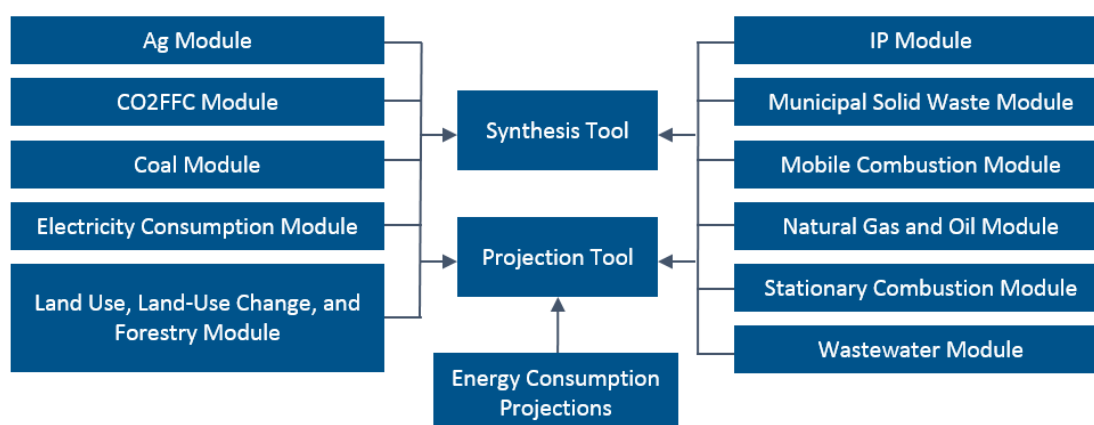 Ag Module
CO2FFC Module
Coal Module
Electricity Consumption Module
Land Use, Land-Use Change, and
Forestry Module
Synthesis Tool
Projection Tool
Energy Consumption
Projections
IP Module
Municipal Solid Waste Module
Mobile Combustion Module
Natural Gas and Oil Module
Stationary Combustion Module
Wastewater Module